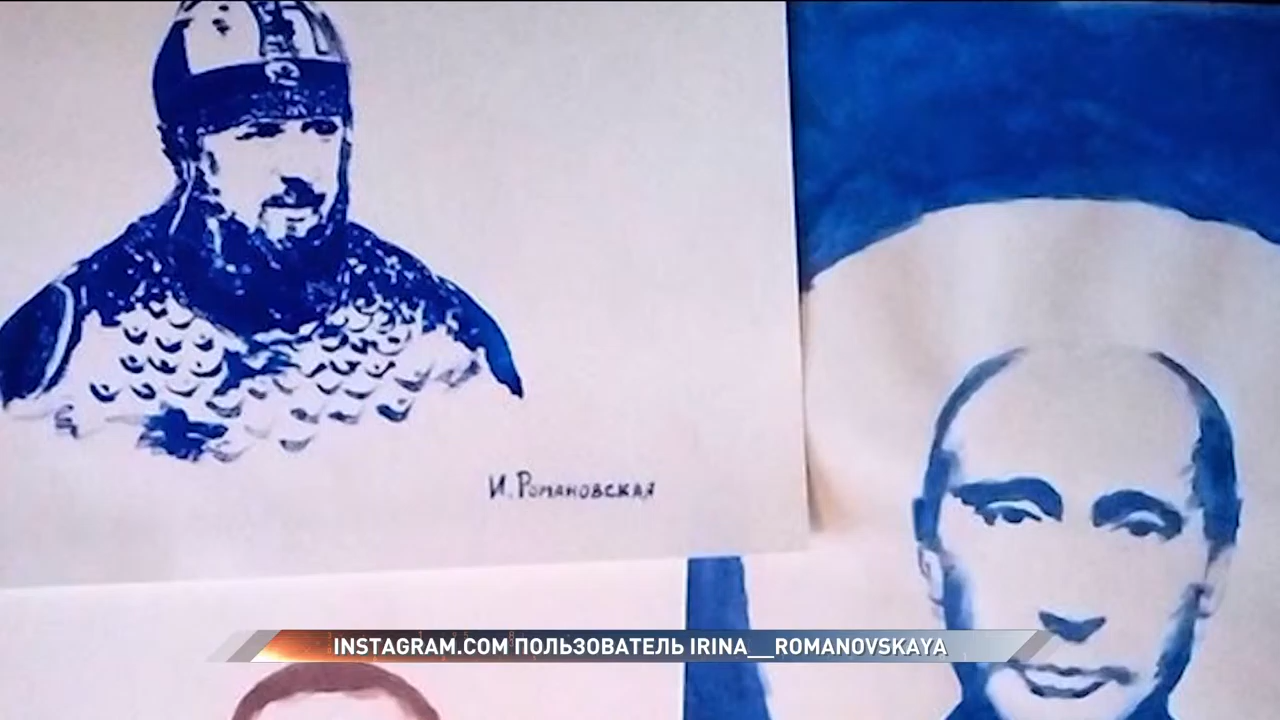 И. Романовская
INSTAGRAM.COM ПОЛЬЗОВАТЕЛЬ IRINA__ROMANOVSKAYA